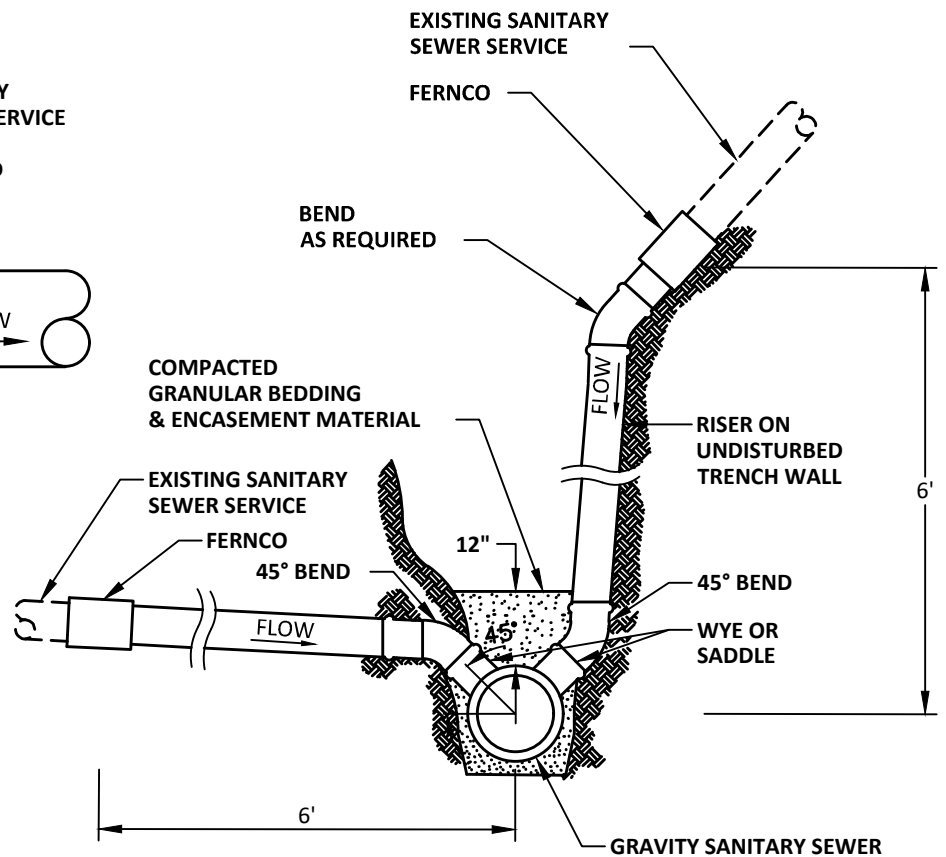 EXISTING SANITARY
SEWER SERVICE
FERNCO
BEND
AS REQUIRED
FLOW
COMPACTED
GRANULAR BEDDING
& ENCASEMENT MATERIAL
RISER ON
UNDISTURBED
TRENCH WALL
6'
EXISTING SANITARY
SEWER SERVICE
FERNCO
45° BEND
12"
45° BEND
FLOW
45°
WYE OR
SADDLE
6'
GRAVITY SANITARY SEWER